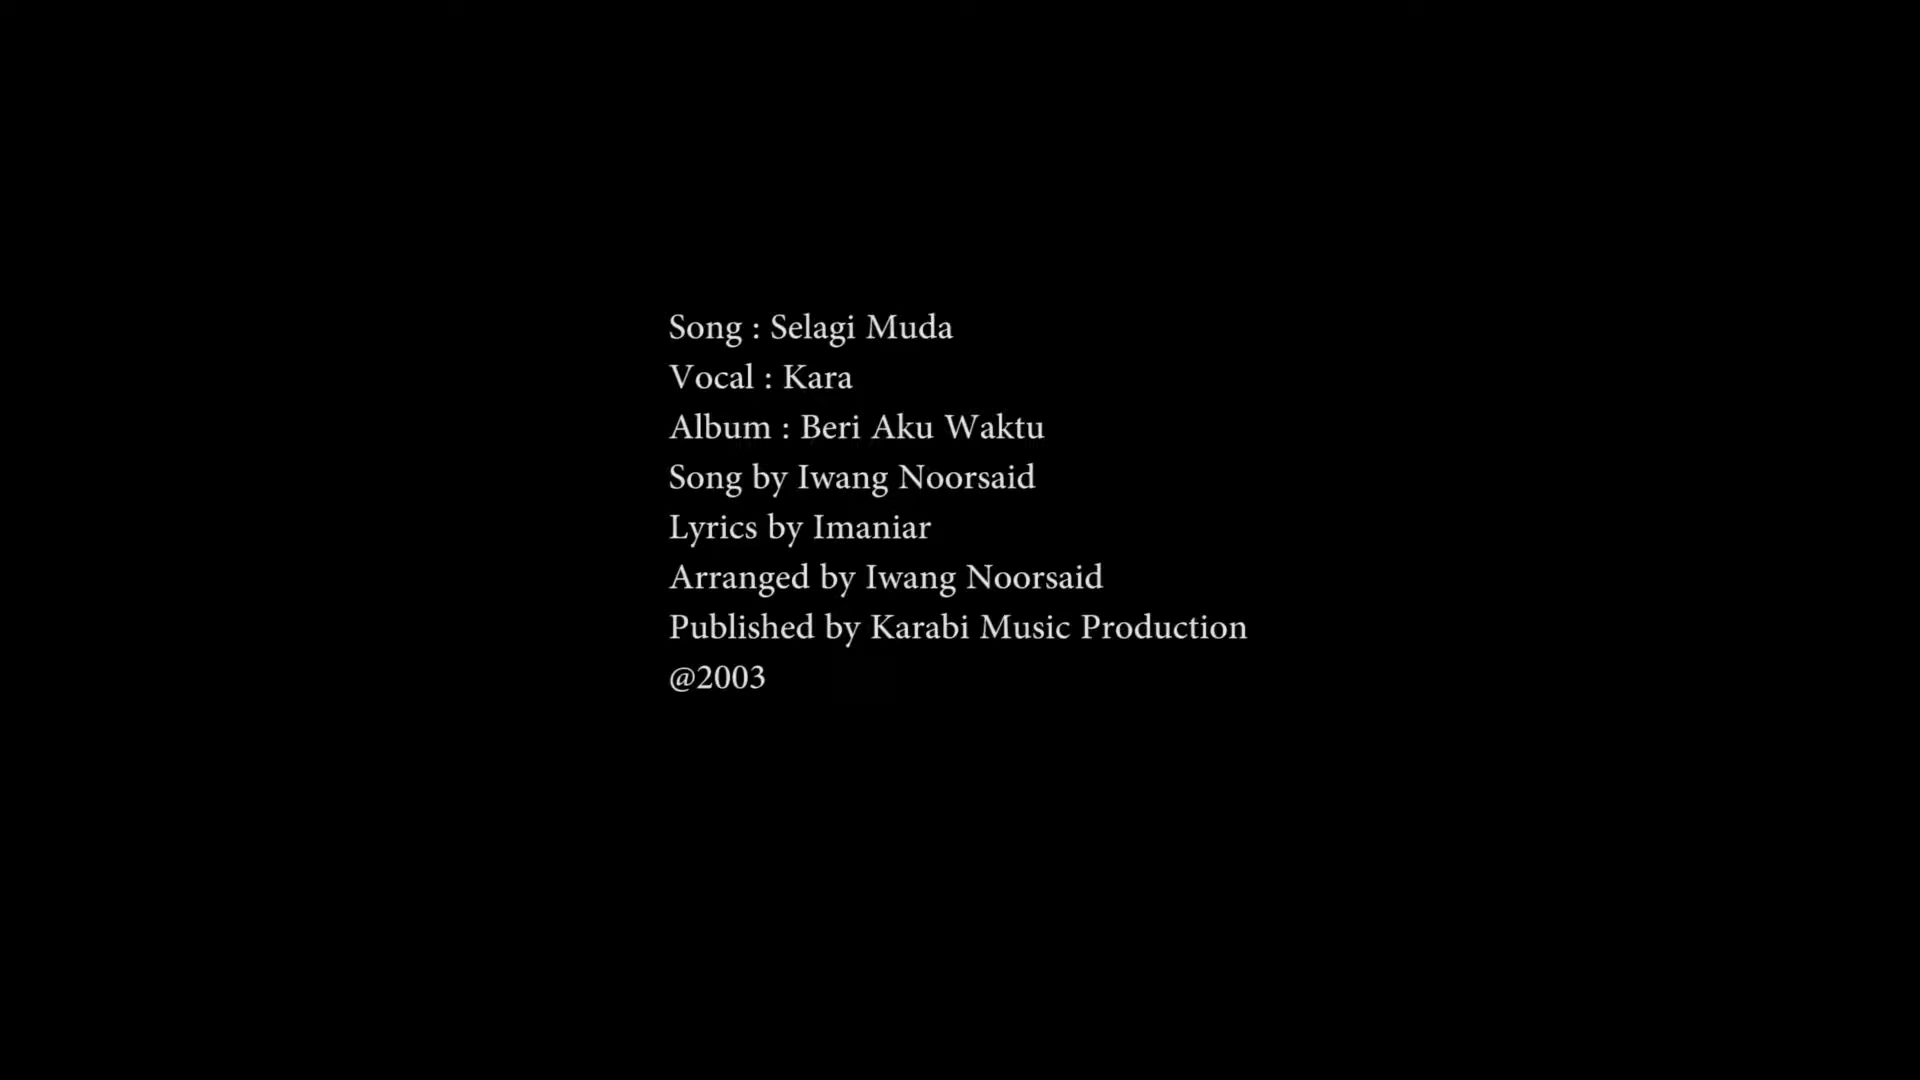 Song : Selagi Muda
Vocal : Kara
Album : Beri Aku Waktu
Song by Iwang Noorsaid
Lyrics by Imaniar
Arranged by Iwang Noorsaid
Published by Karabi Music Production
@2003